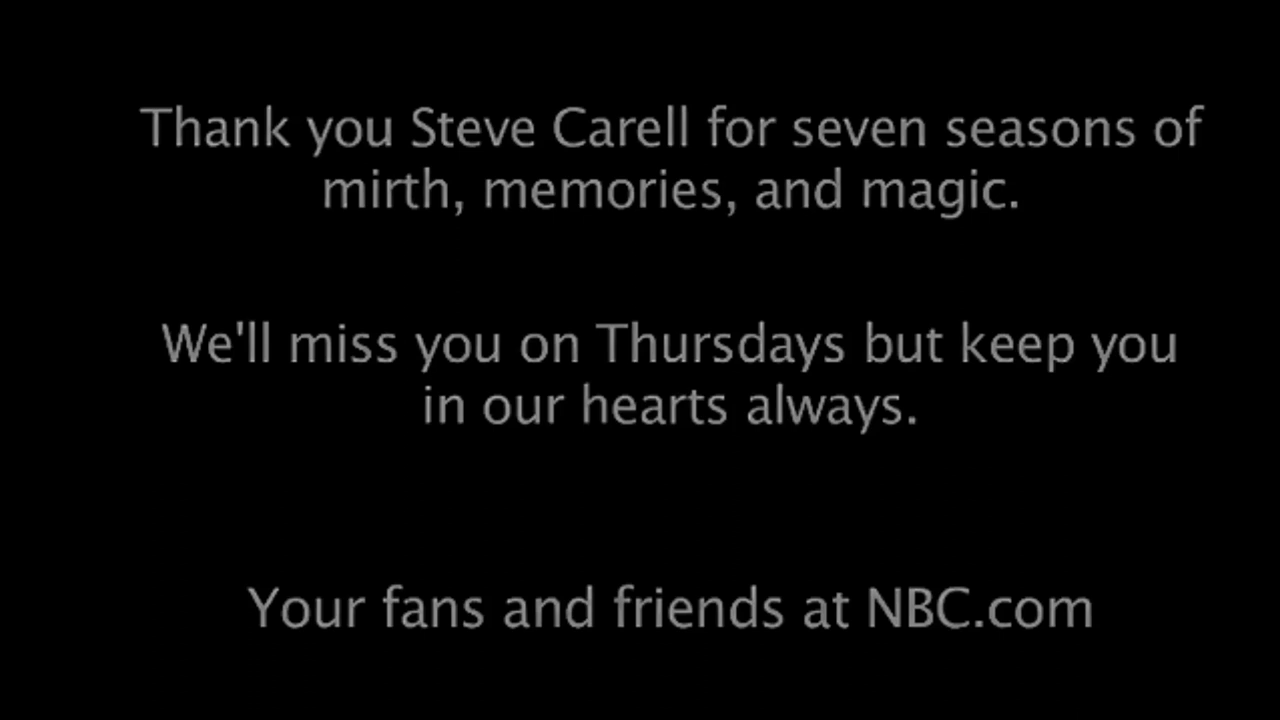 Thank you Steve Carell for seven seasons of
mirth, memories, and magic.
We'll miss you on Thursdays but keep you
in our hearts always.
Your fans and friends at NBC.com